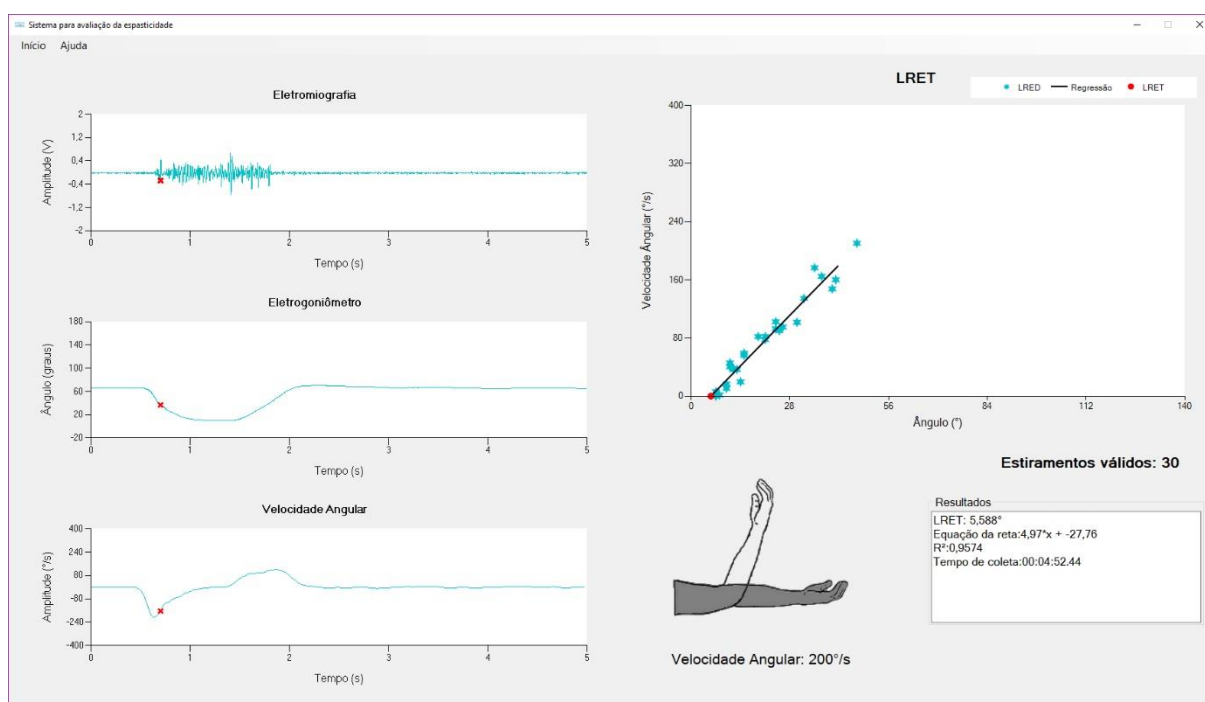 Sistema para avaliação da espasticidade
Início Ajuda
Eletromiografia
Amplitude (V)
2
1,2
0,4
-0,4
-1,2
-2
0 1 2 3 4 5
Tempo (s)
Eletrogoniômetro
Ângulo (graus)
180
140
100
60
20
-20
0 1 2 3 4 5
Tempo (s)
Velocidade Angular
Amplitude (°/s)
400
240
80
-80
-240
-400
0 1 2 3 4 5
Tempo (s)
LRET
LRED Regressão LRET
Velocidade Ângular (°/s)
400
320
240
160
80
0
0 28 56 84 112 140
Ângulo (°)
Estiramentos válidos: 30
Resultados
LRET: 5,588°
Equação da reta:4,97*x + -27,76
R²:0,9574
Tempo de coleta:00:04:52.44
Velocidade Angular: 200°/s